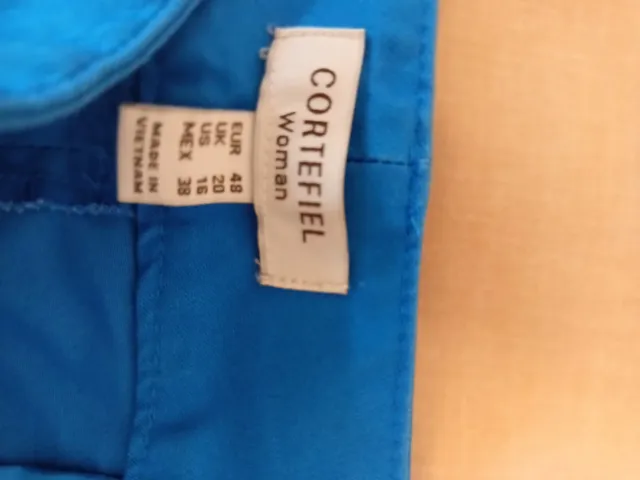 CORTEFIEL
Woman
EUR 48
UK 20
US 16
MEX 38
MADE IN
VIETNAM